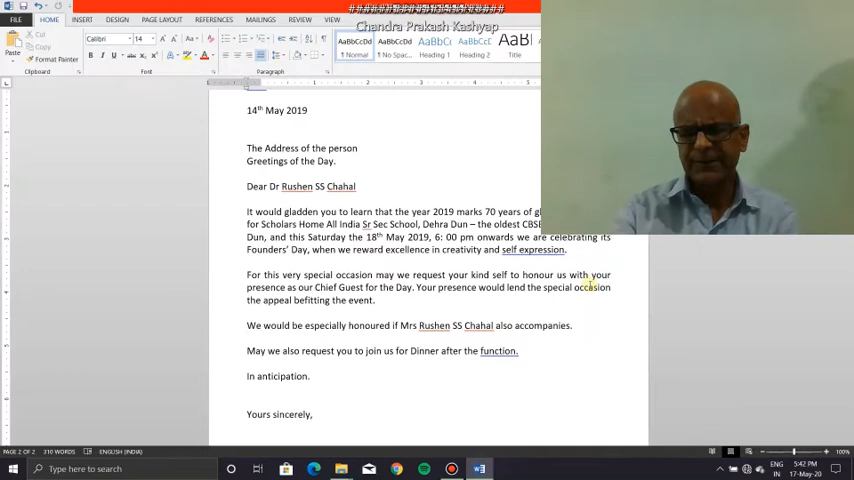 ##### ####### #########
Chandra Prakash Kashyap
FILE HOME INSERT DESIGN PAGE LAYOUT REFERENCES MAILINGS REVIEW VIEW
Cut
Copy
Paste
Format Painter
Clipboard
Calibri
14
Font
Paragraph
AaBbCcDd AaBbCcDd AaBbCc AaBbCcD AaBl
¶ Normal ¶ No Spac... Heading 1 Heading 2 Title
14th May 2019
The Address of the person
Greetings of the Day.
Dear Dr Rushen SS Chahal
It would gladden you to learn that the year 2019 marks 70 years of
for Scholars Home All India Sr Sec School, Dehra Dun – the oldest CBSE
Dun, and this Saturday the 18th May 2019, 6: 00 pm onwards we are celebrating its
Founders’ Day, when we reward excellence in creativity and self expression.
For this very special occasion may we request your kind self to honour us with your
presence as our Chief Guest for the Day. Your presence would lend the special occasion
the appeal befitting the event.
We would be especially honoured if Mrs Rushen SS Chahal also accompanies.
May we also request you to join us for Dinner after the function.
In anticipation.
Yours sincerely,
PAGE 2 OF 2 310 WORDS ENGLISH (INDIA) 100%
Type here to search
ENG 5:42 PM
IN 17-May-20